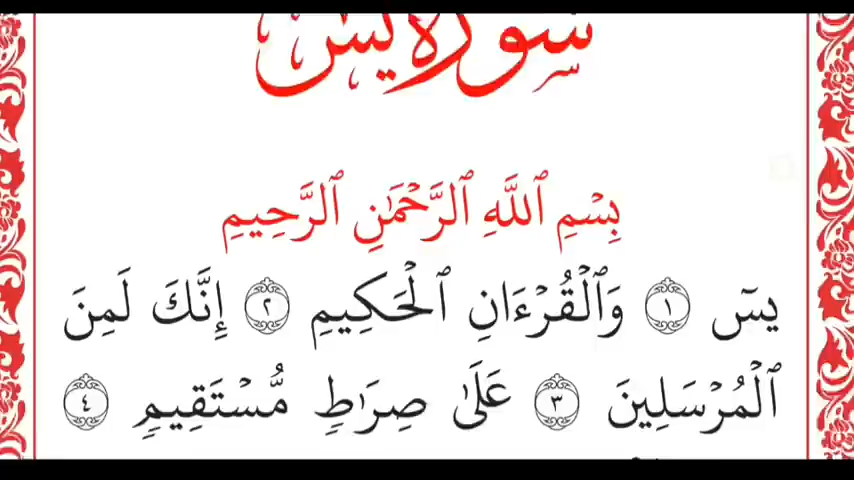 سورة يس
بِسْمِ ٱللَّهِ ٱلرَّحْمَٰنِ ٱلرَّحِيمِ
يسٓ ١ وَٱلْقُرْءَانِ ٱلْحَكِيمِ ٢ إِنَّكَ لَمِنَ
ٱلْمُرْسَلِينَ ٣ عَلَىٰ صِرَٰطٍ مُّسْتَقِيمٍ ٤